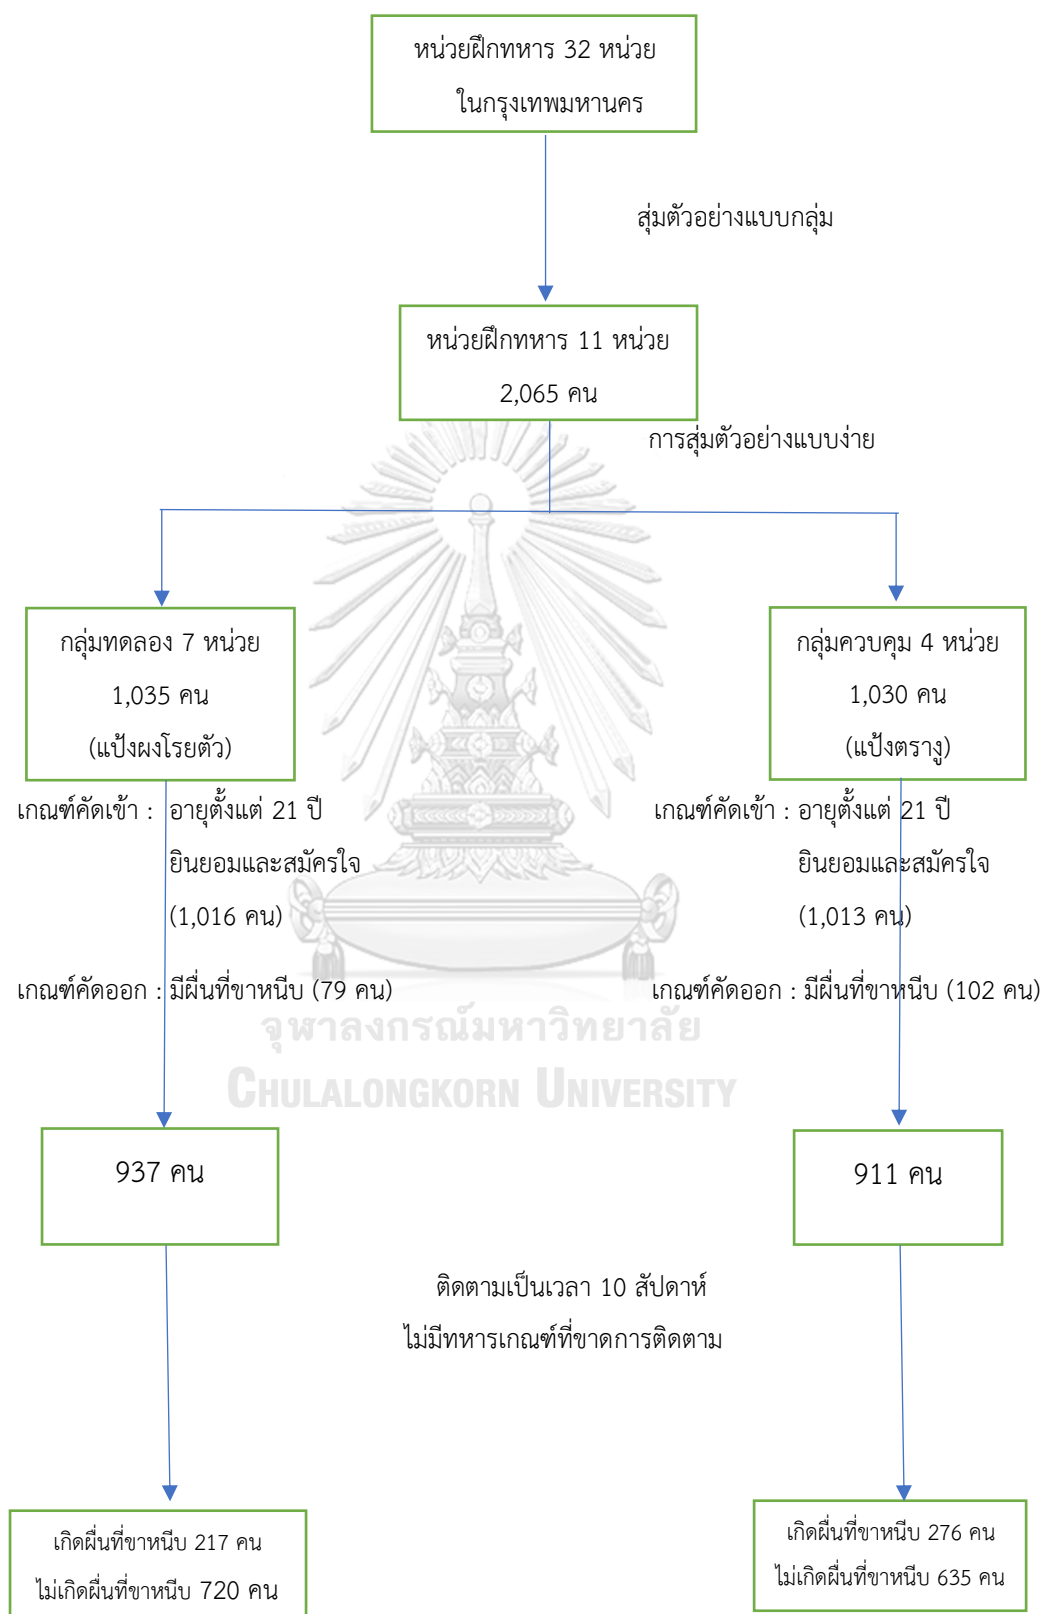 หน่วยฝึกทหาร 32 หน่วย
ในกรุงเทพมหานคร
สุ่มตัวอย่างแบบกลุ่ม
หน่วยฝึกทหาร 11 หน่วย
2,065 คน
การสุ่มตัวอย่างแบบง่าย
กลุ่มทดลอง 7 หน่วย
1,035 คน
(แป้งผงโรยตัว)
กลุ่มควบคุม 4 หน่วย
1,030 คน
(แป้งตรางู)
เกณฑ์คัดเข้า : อายุตั้งแต่ 21 ปี
ยินยอมและสมัครใจ
(1,016 คน)
เกณฑ์คัดออก : มีผื่นที่ขาหนีบ (79 คน)
เกณฑ์คัดเข้า : อายุตั้งแต่ 21 ปี
ยินยอมและสมัครใจ
(1,013 คน)
เกณฑ์คัดออก : มีผื่นที่ขาหนีบ (102 คน)
จุฬาลงกรณ์มหาวิทยาลัย
CHULALONGKORN UNIVERSITY
937 คน
911 คน
ติดตามเป็นเวลา 10 สัปดาห์
ไม่มีทหารเกณฑ์ที่ขาดการติดตาม
เกิดผื่นที่ขาหนีบ 217 คน
ไม่เกิดผื่นที่ขาหนีบ 720 คน
เกิดผื่นที่ขาหนีบ 276 คน
ไม่เกิดผื่นที่ขาหนีบ 635 คน